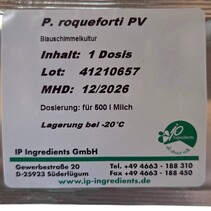 P. roqueforti PV
Blauschimmelkultur
Inhalt: 1 Dosis
Lot: 41210657
MHD: 12/2026
Dosierung: für 500 l Milch
Lagerung bei -20°C
ip
ingredients
IP Ingredients GmbH
Gewerbestraße 20
D-25923 Süderlügum
Tel. +49 4663 - 188 310
Fax +49 4663 - 188 450
www.ip-ingredients.de